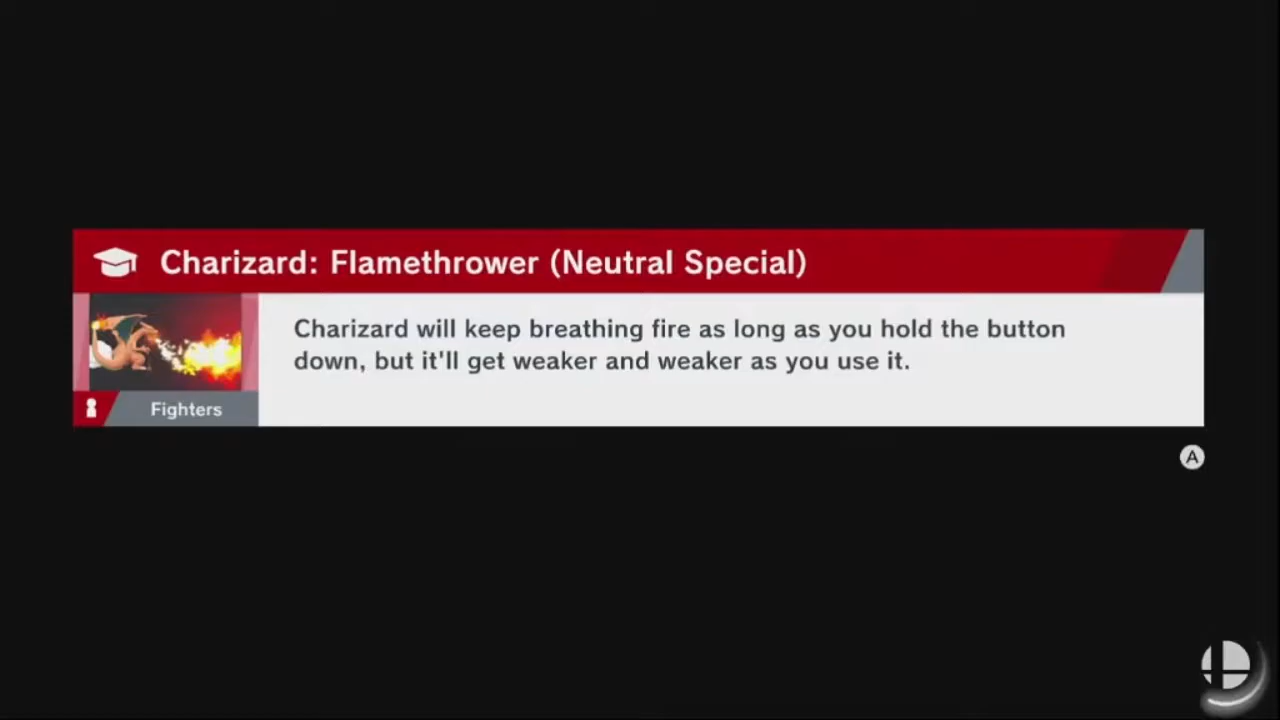 Charizard: Flamethrower (Neutral Special)
Charizard will keep breathing fire as long as you hold the button
down, but it'll get weaker and weaker as you use it.
Fighters
A